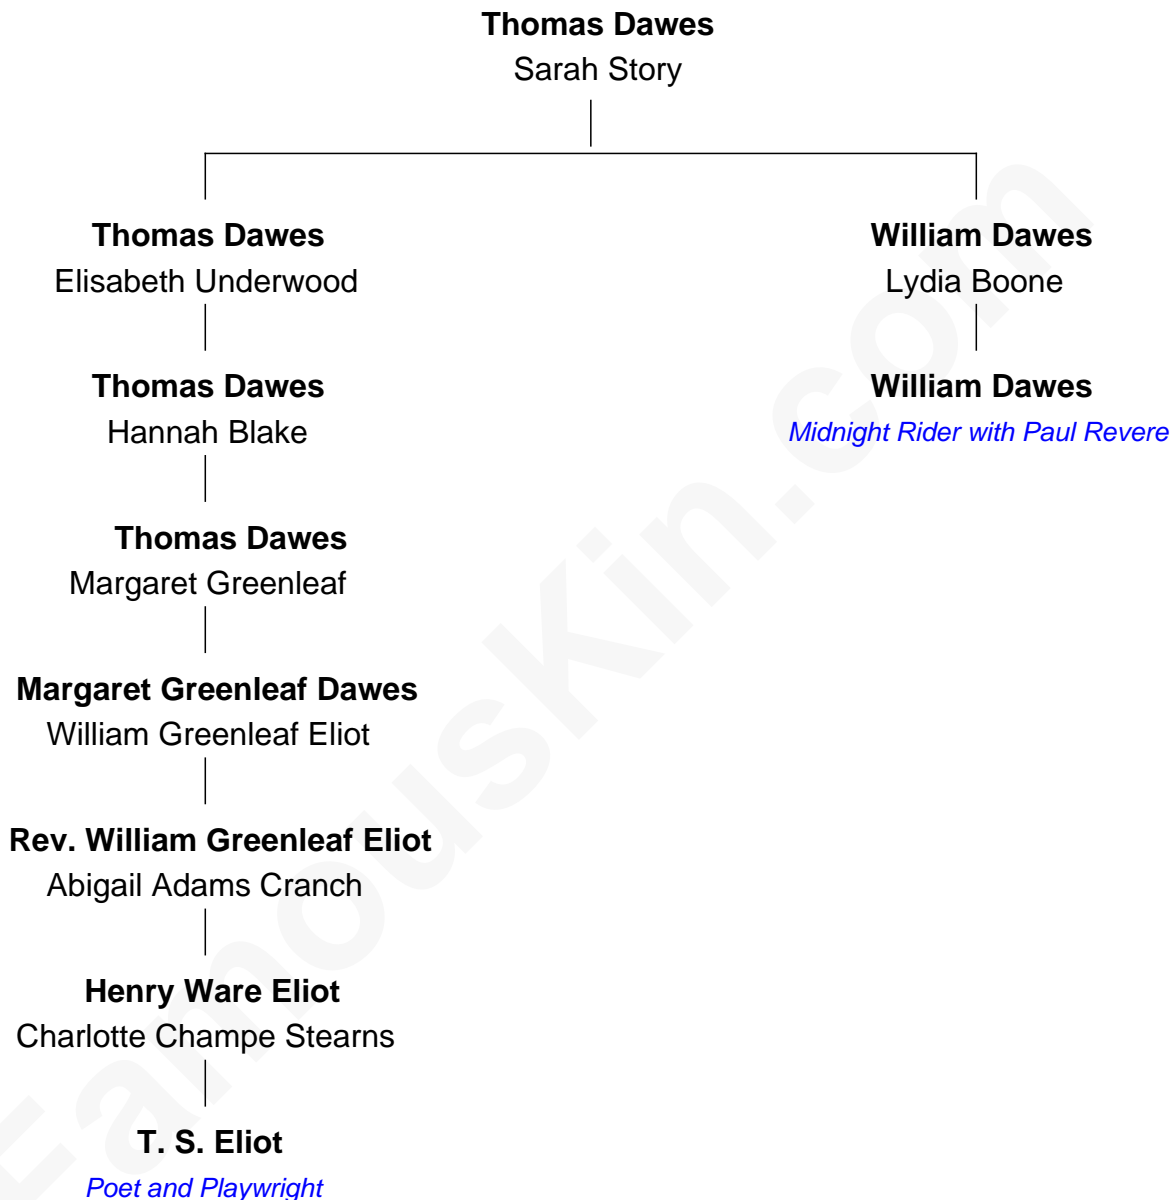 Thomas Dawes
Sarah Story
Thomas Dawes
Elisabeth Underwood
William Dawes
Lydia Boone
Thomas Dawes
Hannah Blake
William Dawes
Midnight Rider with Paul Revere
Thomas Dawes
Margaret Greenleaf
Margaret Greenleaf Dawes
William Greenleaf Eliot
Rev. William Greenleaf Eliot
Abigail Adams Cranch
Henry Ware Eliot
Charlotte Champe Stearns
T. S. Eliot
Poet and Playwright
FamousKin.com